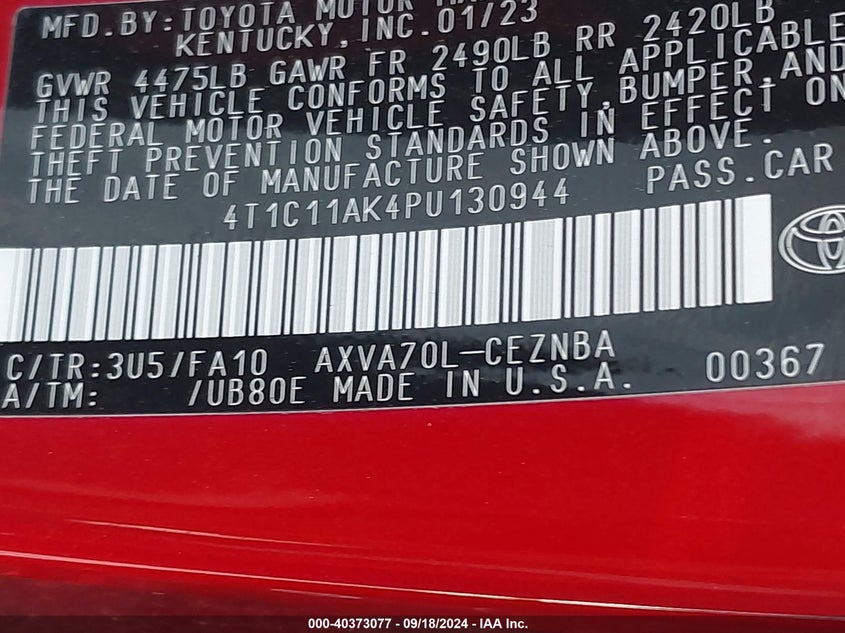 MFD. BY: TOYOTA MOTOR
KENTUCKY, INC. 01/23
GVWR 4475LB GAWR FR 2490LB RR 2420LB
THIS VEHICLE CONFORMS TO ALL APPLICABLE
FEDERAL MOTOR VEHICLE SAFETY, BUMPER, AND
THEFT PREVENTION STANDARDS IN EFFECT ON
THE DATE OF MANUFACTURE SHOWN ABOVE.
4T1C11AK4PU130944 PASS. CAR
C/TR: 3U5/FA10 AXVA70L-CEZNBA 00367
A/TM: /UB80E MADE IN U.S.A.
000-40373077 - 09/18/2024 - IAA Inc.